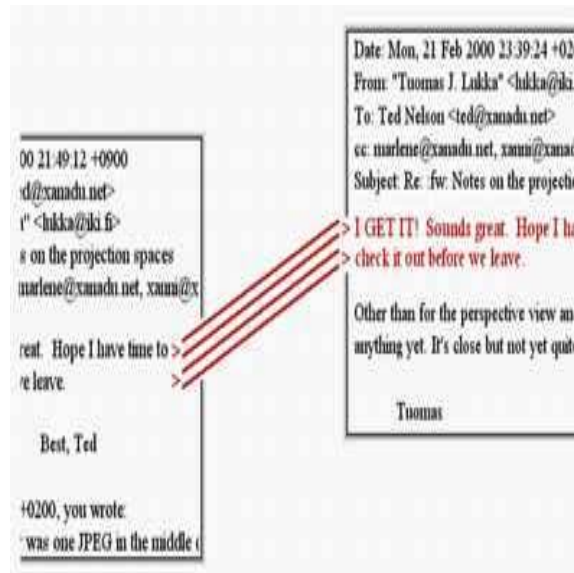 00 21:49:12 +0900
d@xanadu.net>
" <lukka@iki.fi>
s on the projection spaces
marlene@xanadu.net, xanni@x
reat. Hope I have time to >
e leave. >
Best, Ted
+0200, you wrote:
was one JPEG in the middle
Date: Mon, 21 Feb 2000 23:39:24 +02
From: "Tuomas J. Lukka" <lukka@iki.
To: Ted Nelson <ted@xanadu.net>
cc: marlene@xanadu.net, xanni@xanad
Subject: Re: :fw: Notes on the projectio
> I GET IT! Sounds great. Hope I ha
> check it out before we leave.
Other than for the perspective view an
anything yet. It's close but not yet quit
Tuomas